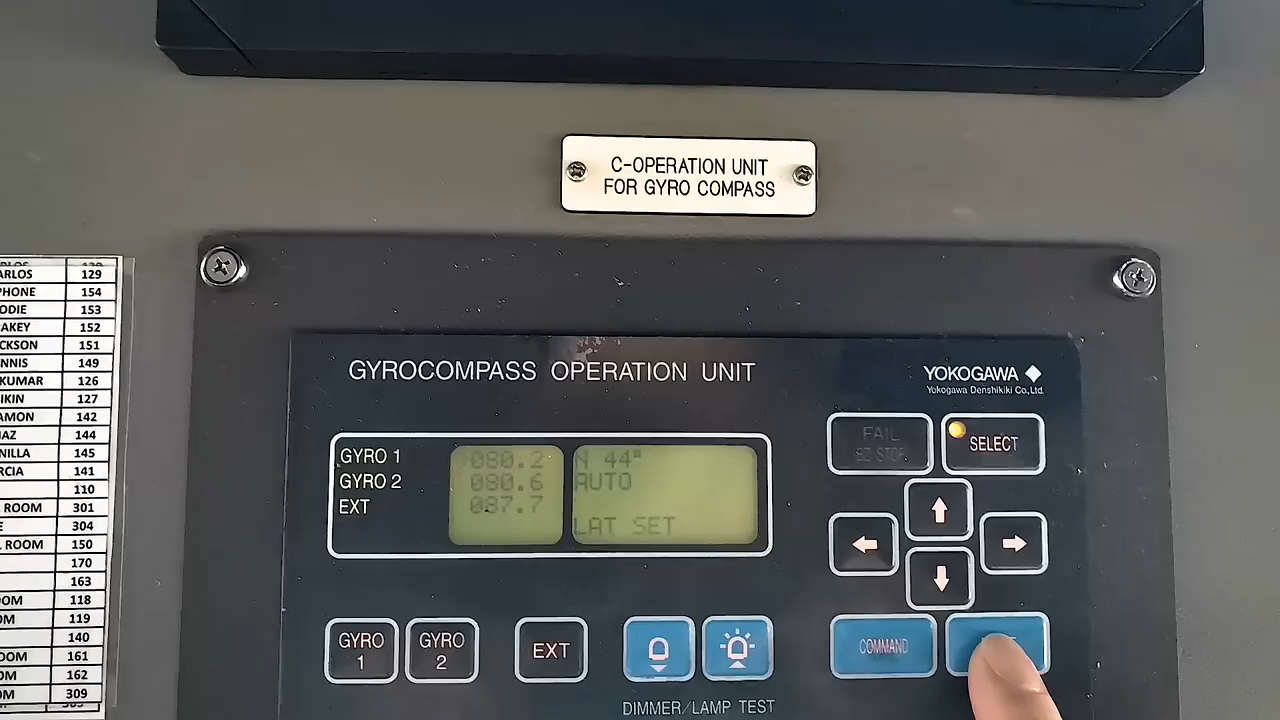 C-OPERATION UNIT
FOR GYRO COMPASS
ARLOS 129
PHONE 154
ODIE 153
AKEY 152
CKSON 151
NNIS 149
KUMAR 126
IKIN 127
AMON 142
IAZ 144
NILLA 145
RCIA 141
110
ROOM 301
E 304
L ROOM 150
170
163
OOM 118
OM 119
140
OOM 161
OM 162
OM 309
GYROCOMPASS OPERATION UNIT
YOKOGAWA
Yokogawa Denshikiki Co.,Ltd.
GYRO 1 080.2 N 44°
GYRO 2 080.6 AUTO
EXT 087.7
LAT SET
FAIL
BZ STOP
SELECT
GYRO
1
GYRO
2
EXT
COMMAND
DIMMER/LAMP TEST